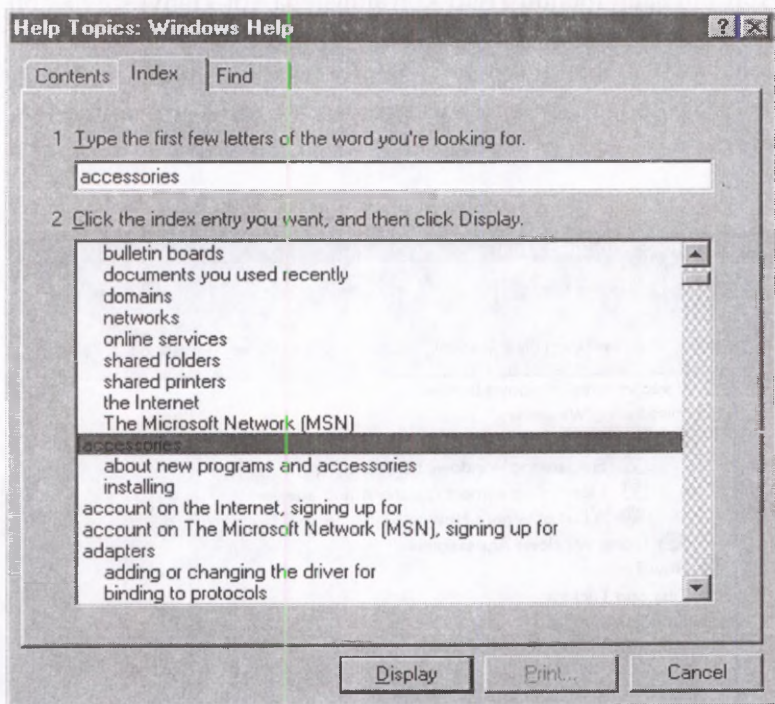 Help Topics: Windows Help
Contents Index Find
1 Type the first few letters of the word you're looking for.
accessories
2 Click the index entry you want, and then click Display.
bulletin boards
documents you used recently
domains
networks
online services
shared folders
shared printers
the Internet
The Microsoft Network (MSN)
accessories
about new programs and accessories
installing
account on the Internet, signing up for
account on The Microsoft Network (MSN), signing up for
adapters
adding or changing the driver for
binding to protocols
Display Print... Cancel